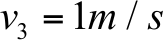 v₃ = 1m / s